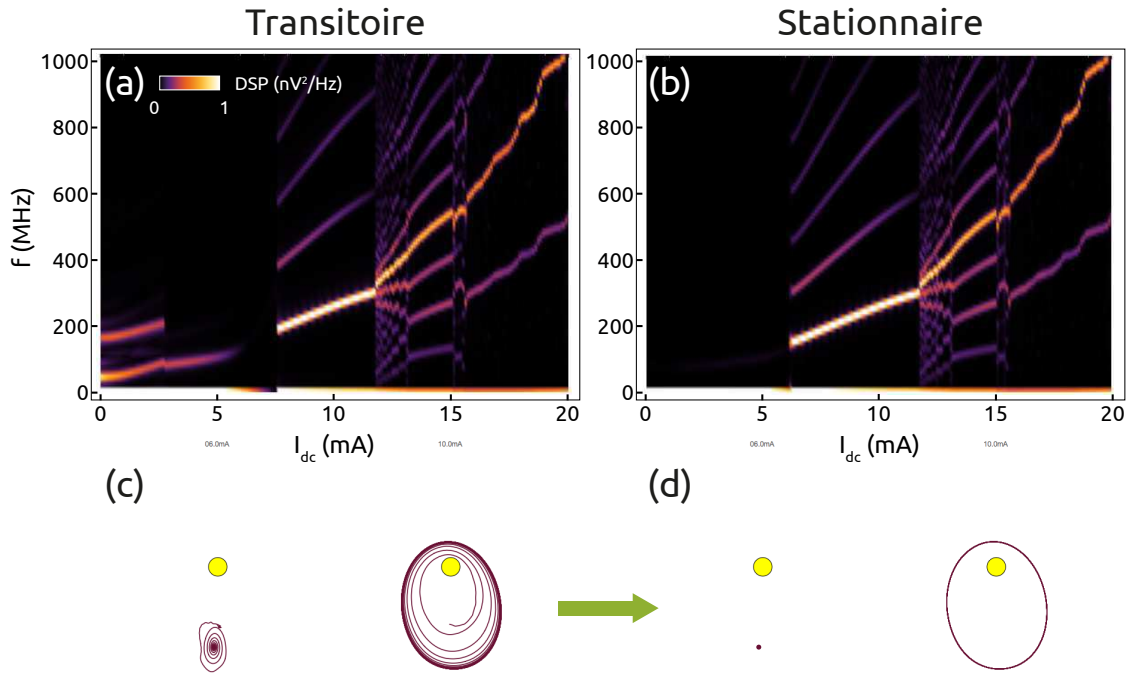 Transitoire
Stationnaire
(a)
DSP (nV²/Hz)
0
1
(b)
f (MHz)
1000
800
600
400
200
0
1000
800
600
400
200
0
0 5 10 15 20
0 5 10 15 20
06.0mA
I_dc (mA)
10.0mA
06.0mA
I_dc (mA)
10.0mA
(c)
(d)